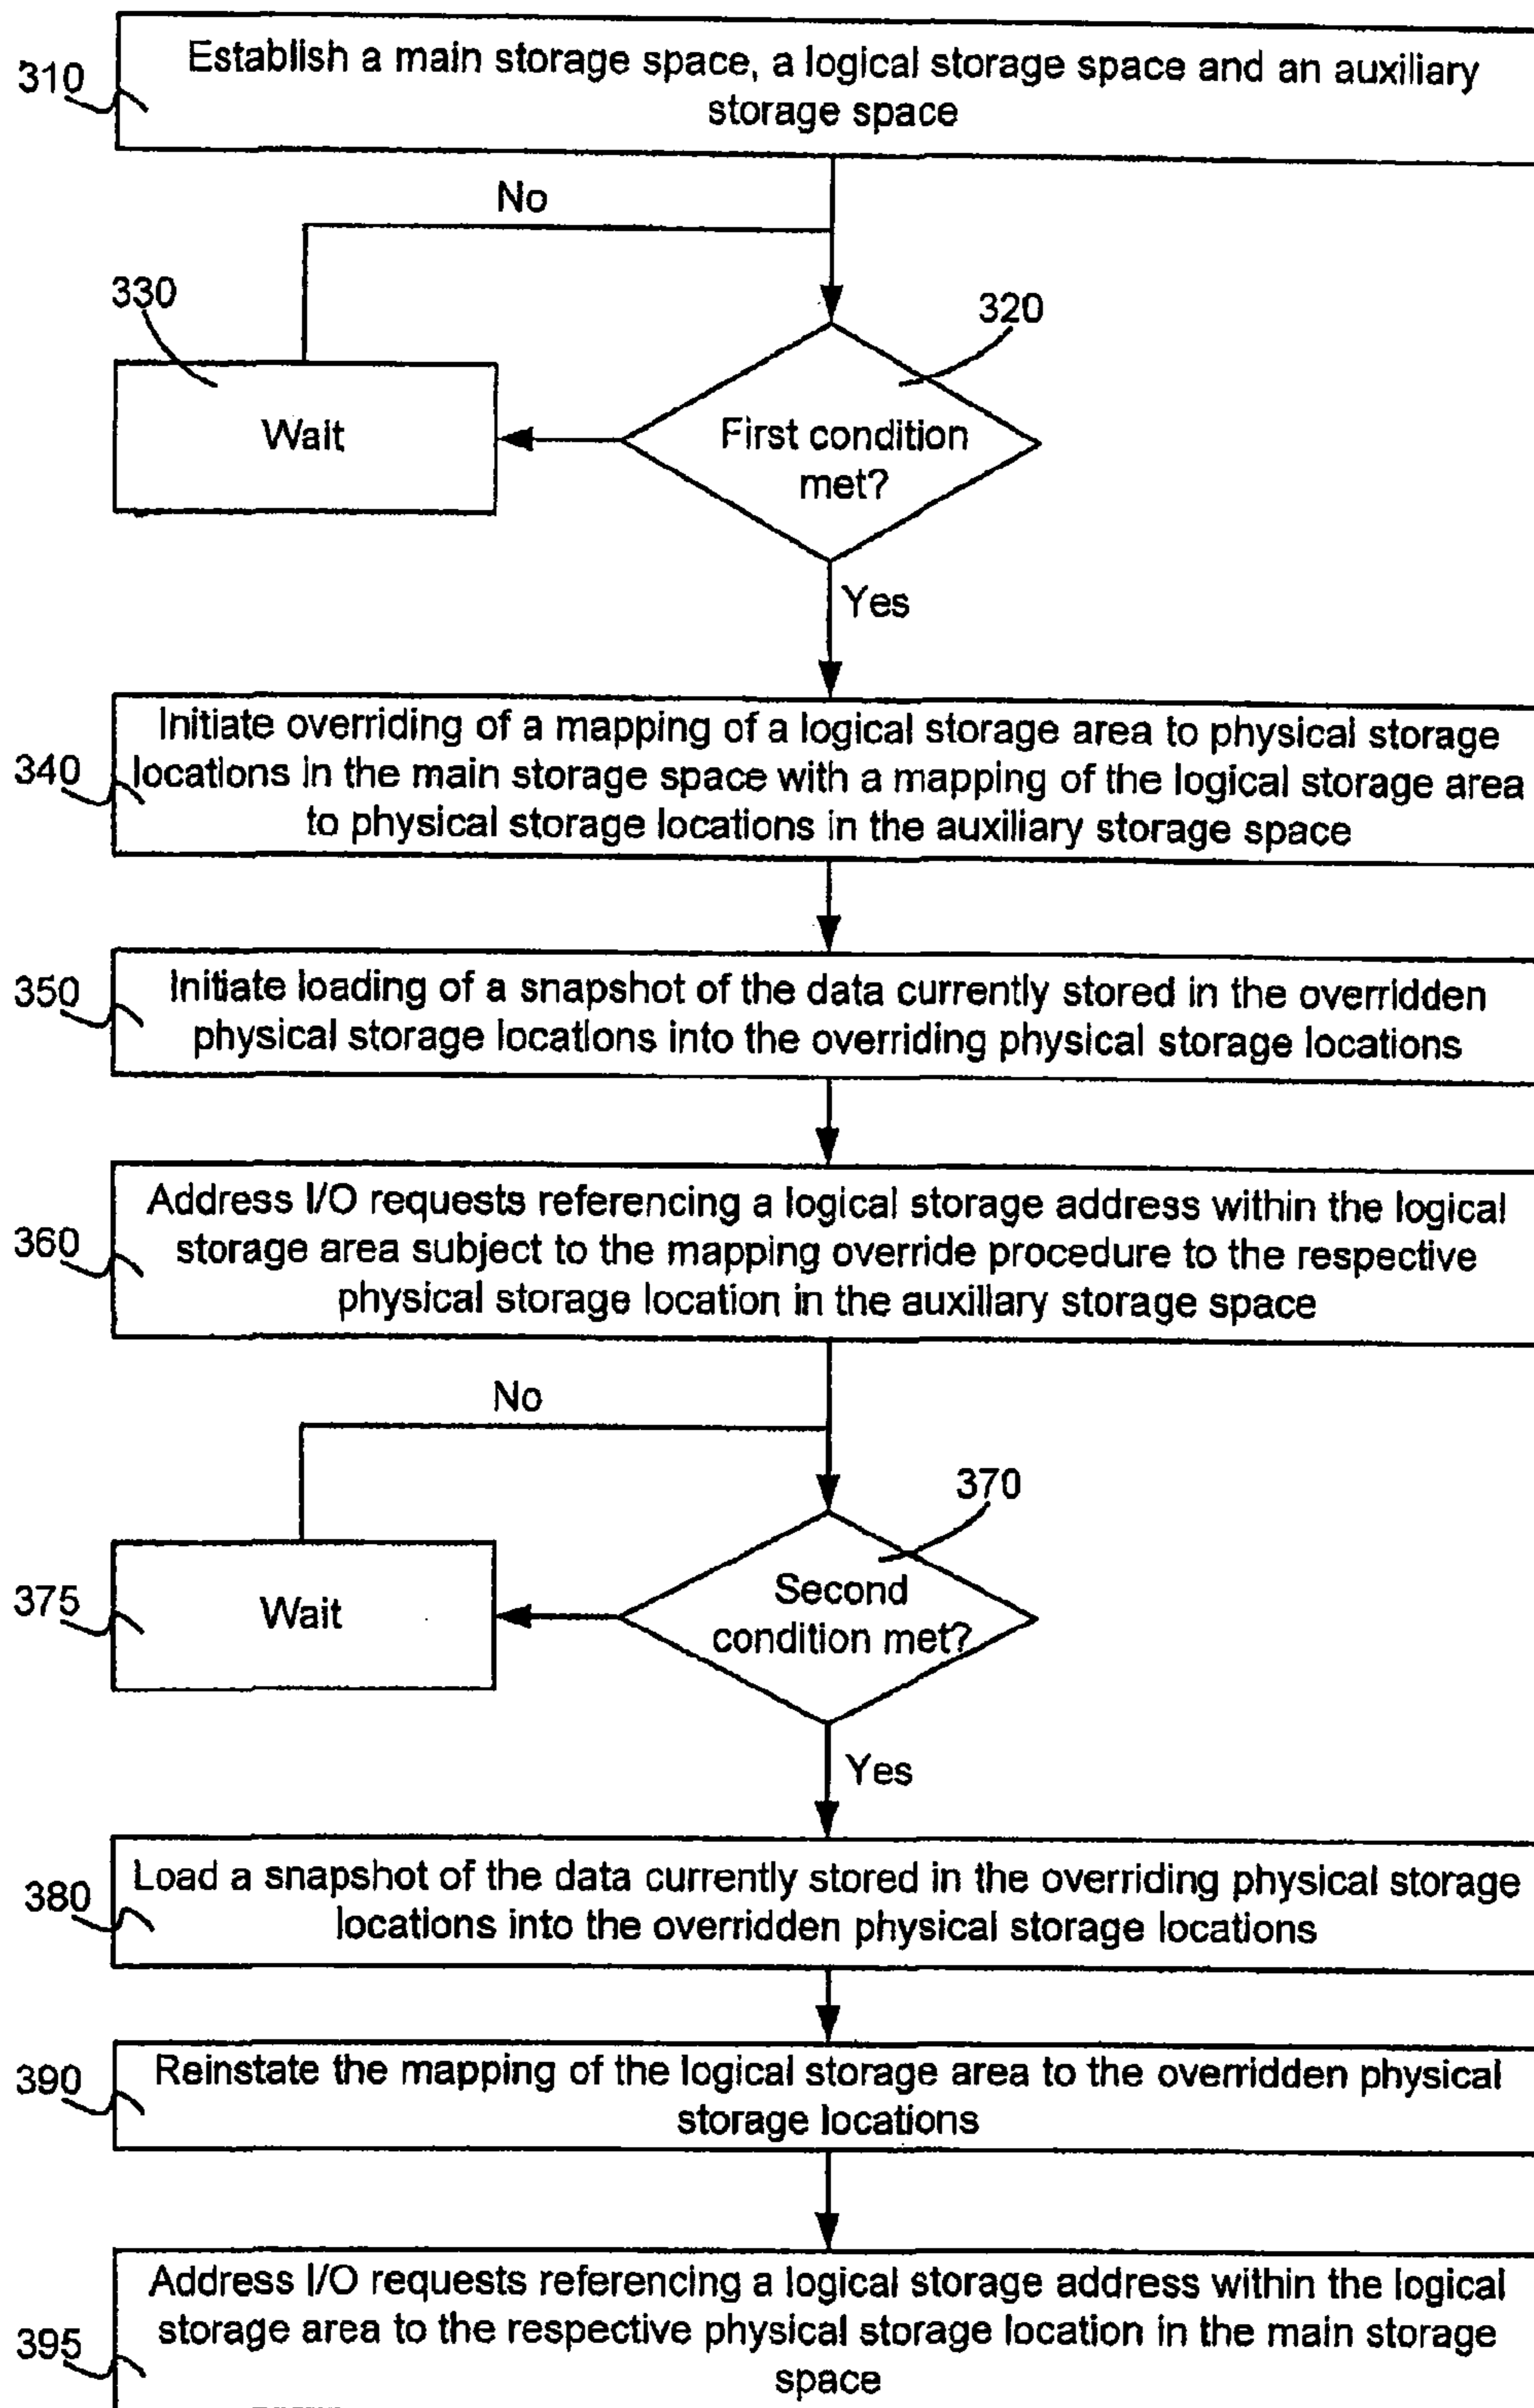 310
Establish a main storage space, a logical storage space and an auxiliary
storage space
No
330
320
Wait
First condition
met?
Yes
340
Initiate overriding of a mapping of a logical storage area to physical storage
locations in the main storage space with a mapping of the logical storage area
to physical storage locations in the auxiliary storage space
350
Initiate loading of a snapshot of the data currently stored in the overridden
physical storage locations into the overriding physical storage locations
360
Address I/O requests referencing a logical storage address within the logical
storage area subject to the mapping override procedure to the respective
physical storage location in the auxiliary storage space
No
370
375
Wait
Second
condition met?
Yes
380
Load a snapshot of the data currently stored in the overriding physical storage
locations into the overridden physical storage locations
390
Reinstate the mapping of the logical storage area to the overridden physical
storage locations
395
Address I/O requests referencing a logical storage address within the logical
storage area to the respective physical storage location in the main storage
space